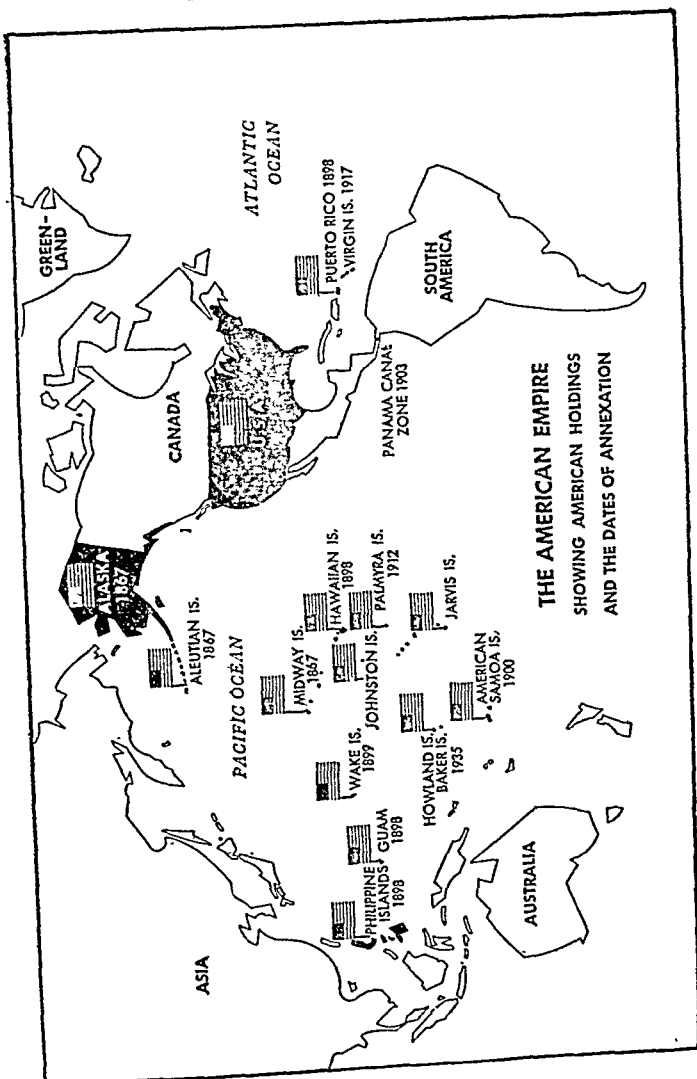 GREEN-
LAND
ATLANTIC
OCEAN
CANADA
ALASKA
1867
U.S.A.
ALEUTIAN IS.
1867
ASIA
PACIFIC OCEAN
PUERTO RICO 1898
VIRGIN IS. 1917
MIDWAY IS.
1867
HAWAIIAN IS.
1898
WAKE IS.
1899
PALMYRA IS.
1912
JOHNSTON IS.
GUAM
1898
PHILIPPINE
ISLANDS
1898
PANAMA CANAL
ZONE 1903
SOUTH
AMERICA
JARVIS IS.
HOWLAND IS.
BAKER IS.
1935
AMERICAN
SAMOA IS.
1900
AUSTRALIA
THE AMERICAN EMPIRE
SHOWING AMERICAN HOLDINGS
AND THE DATES OF ANNEXATION